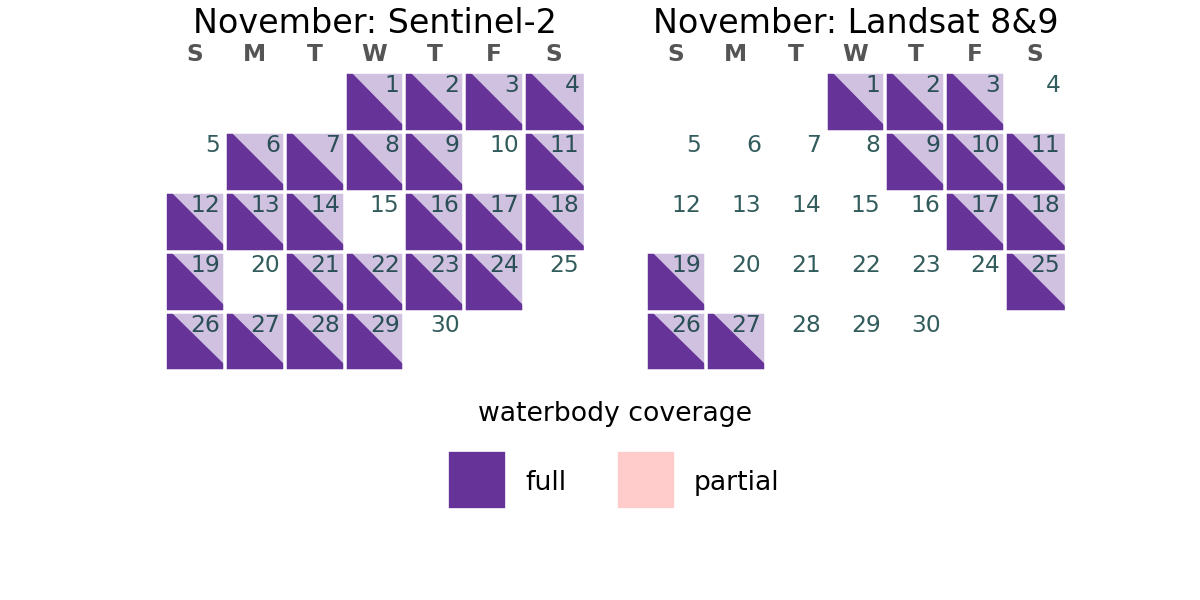 November: Sentinel-2
S M T W T F S
1 2 3 4
5 6 7 8 9 10 11
12 13 14 15 16 17 18
19 20 21 22 23 24 25
26 27 28 29 30
November: Landsat 8&9
S M T W T F S
1 2 3 4
5 6 7 8 9 10 11
12 13 14 15 16 17 18
19 20 21 22 23 24 25
26 27 28 29 30
waterbody coverage
full partial